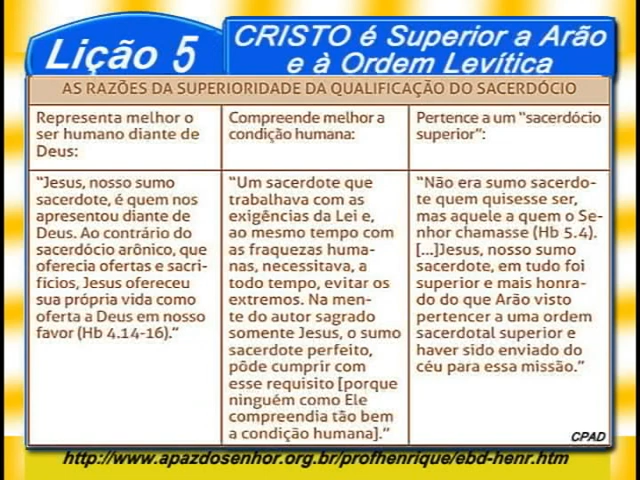 Lição 5
CRISTO é Superior a Arão
e à Ordem Levítica
AS RAZÕES DA SUPERIORIDADE DA QUALIFICAÇÃO DO SACERDÓCIO
Representa melhor o
ser humano diante de
Deus:
Compreende melhor a
condição humana:
Pertence a um “sacerdócio
superior”:
“Jesus, nosso sumo
sacerdote, é quem nos
apresentou diante de
Deus. Ao contrário do
sacerdócio arônico, que
oferecia ofertas e sacri-
fícios, Jesus ofereceu
sua própria vida como
oferta a Deus em nosso
favor (Hb 4.14-16).”
“Um sacerdote que
trabalhava com as
exigências da Lei e,
ao mesmo tempo com
as fraquezas huma-
nas, necessitava, a
todo tempo, evitar os
extremos. Na men-
te do autor sagrado
somente Jesus, o sumo
sacerdote perfeito,
pôde cumprir com
esse requisito [porque
ninguém como Ele
compreendia tão bem
a condição humana].”
“Não era sumo sacerdo-
te quem quisesse ser,
mas aquele a quem o Se-
nhor chamasse (Hb 5.4).
[...]Jesus, nosso sumo
sacerdote, em tudo foi
superior e mais honra-
do do que Arão visto
pertencer a uma ordem
sacerdotal superior e
haver sido enviado do
céu para essa missão.”
CPAD
http://www.apazdosenhor.org.br/profhenrique/ebd-henr.htm